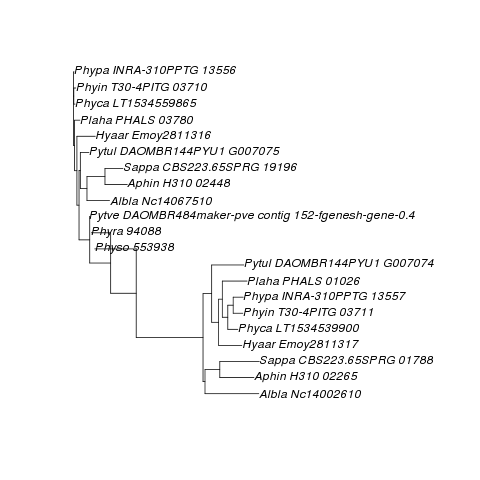 Phypa INRA-310PPTG 13556
Phyin T30-4PITG 03710
Phyca LT1534559865
Plaha PHALS 03780
Hyaar Emoy2811316
Pytul DAOMBR144PYU1 G007075
Sappa CBS223.65SPRG 19196
Aphin H310 02448
Albla Nc14067510
Pytve DAOMBR484maker-pve contig 152-fgenesh-gene-0.4
Phyra 94088
Physo 553938
Pytul DAOMBR144PYU1 G007074
Plaha PHALS 01026
Phypa INRA-310PPTG 13557
Phyin T30-4PITG 03711
Phyca LT1534539900
Hyaar Emoy2811317
Sappa CBS223.65SPRG 01788
Aphin H310 02265
Albla Nc14002610